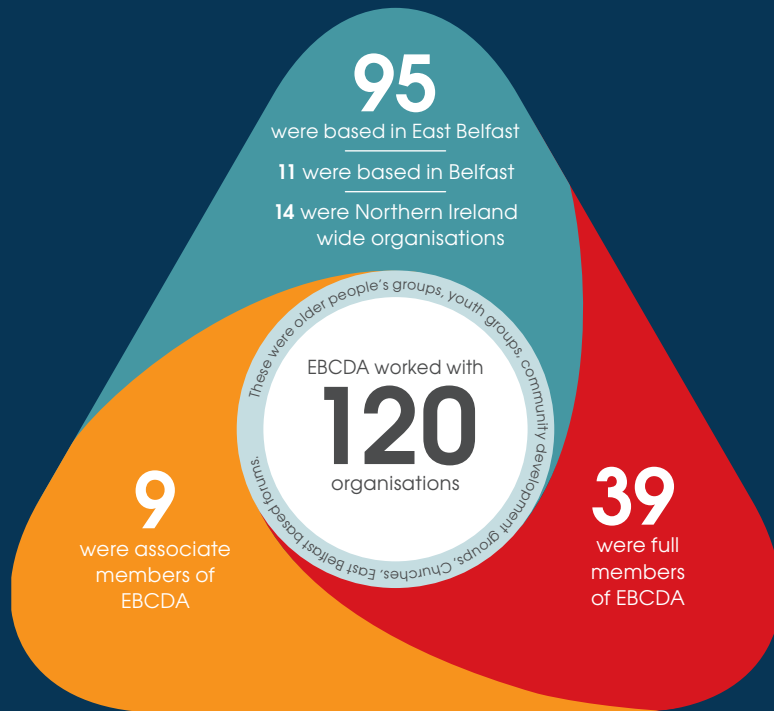 95
were based in East Belfast
11 were based in Belfast
14 were Northern Ireland
wide organisations
These were older people's groups, youth groups, community development groups, Churches, East Belfast based forums.
EBCDA worked with
120
organisations
9
were associate
members of
EBCDA
39
were full
members
of EBCDA